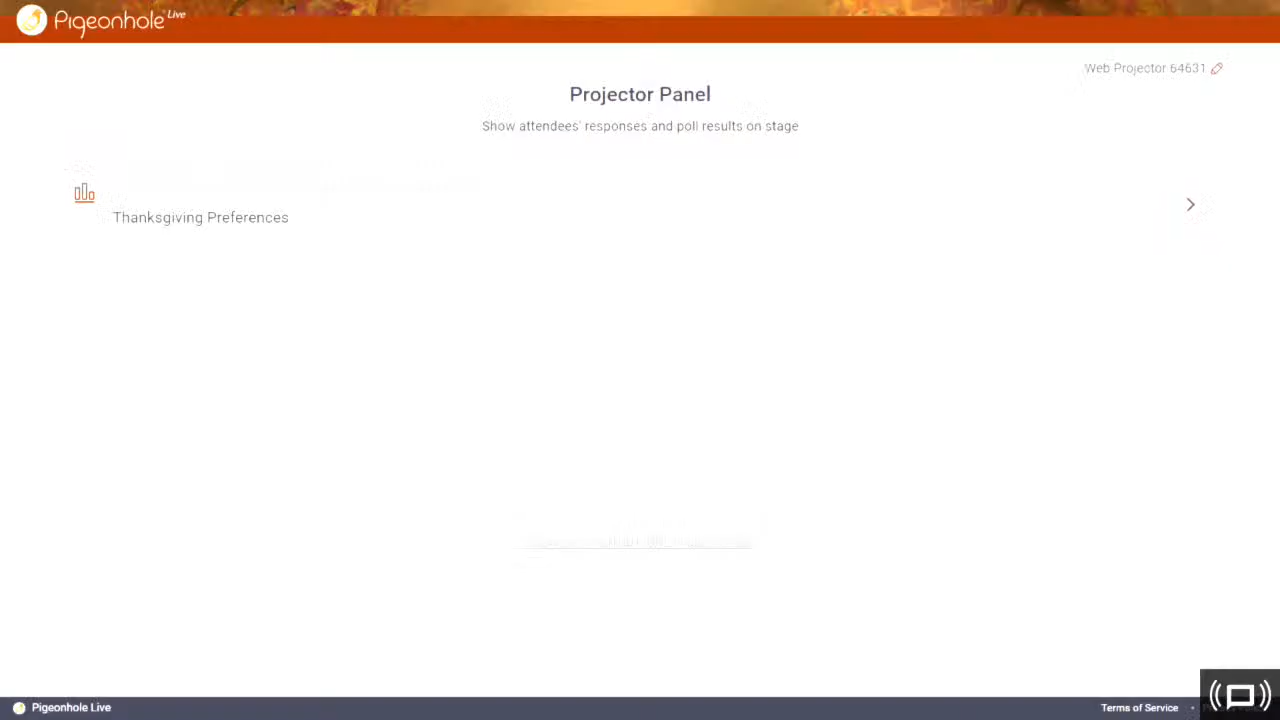 Pigeonhole Live
Web Projector 64631
Projector Panel
Show attendees' responses and poll results on stage
Thanksgiving Preferences
Pigeonhole Live
Terms of Service